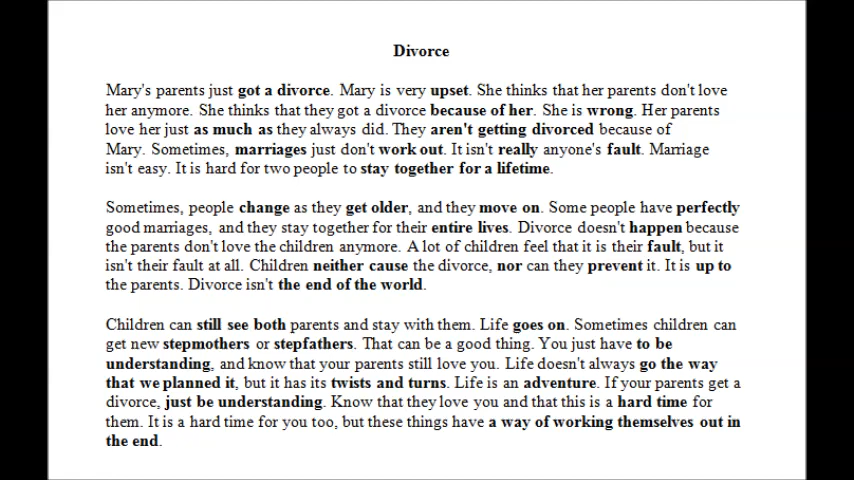 Divorce
Mary's parents just got a divorce. Mary is very upset. She thinks that her parents don't love
her anymore. She thinks that they got a divorce because of her. She is wrong. Her parents
love her just as much as they always did. They aren't getting divorced because of
Mary. Sometimes, marriages just don't work out. It isn't really anyone's fault. Marriage
isn't easy. It is hard for two people to stay together for a lifetime.
Sometimes, people change as they get older, and they move on. Some people have perfectly
good marriages, and they stay together for their entire lives. Divorce doesn't happen because
the parents don't love the children anymore. A lot of children feel that it is their fault, but it
isn't their fault at all. Children neither cause the divorce, nor can they prevent it. It is up to
the parents. Divorce isn't the end of the world.
Children can still see both parents and stay with them. Life goes on. Sometimes children can
get new stepmothers or stepfathers. That can be a good thing. You just have to be
understanding, and know that your parents still love you. Life doesn't always go the way
that we planned it, but it has its twists and turns. Life is an adventure. If your parents get a
divorce, just be understanding. Know that they love you and that this is a hard time for
them. It is a hard time for you too, but these things have a way of working themselves out in
the end.